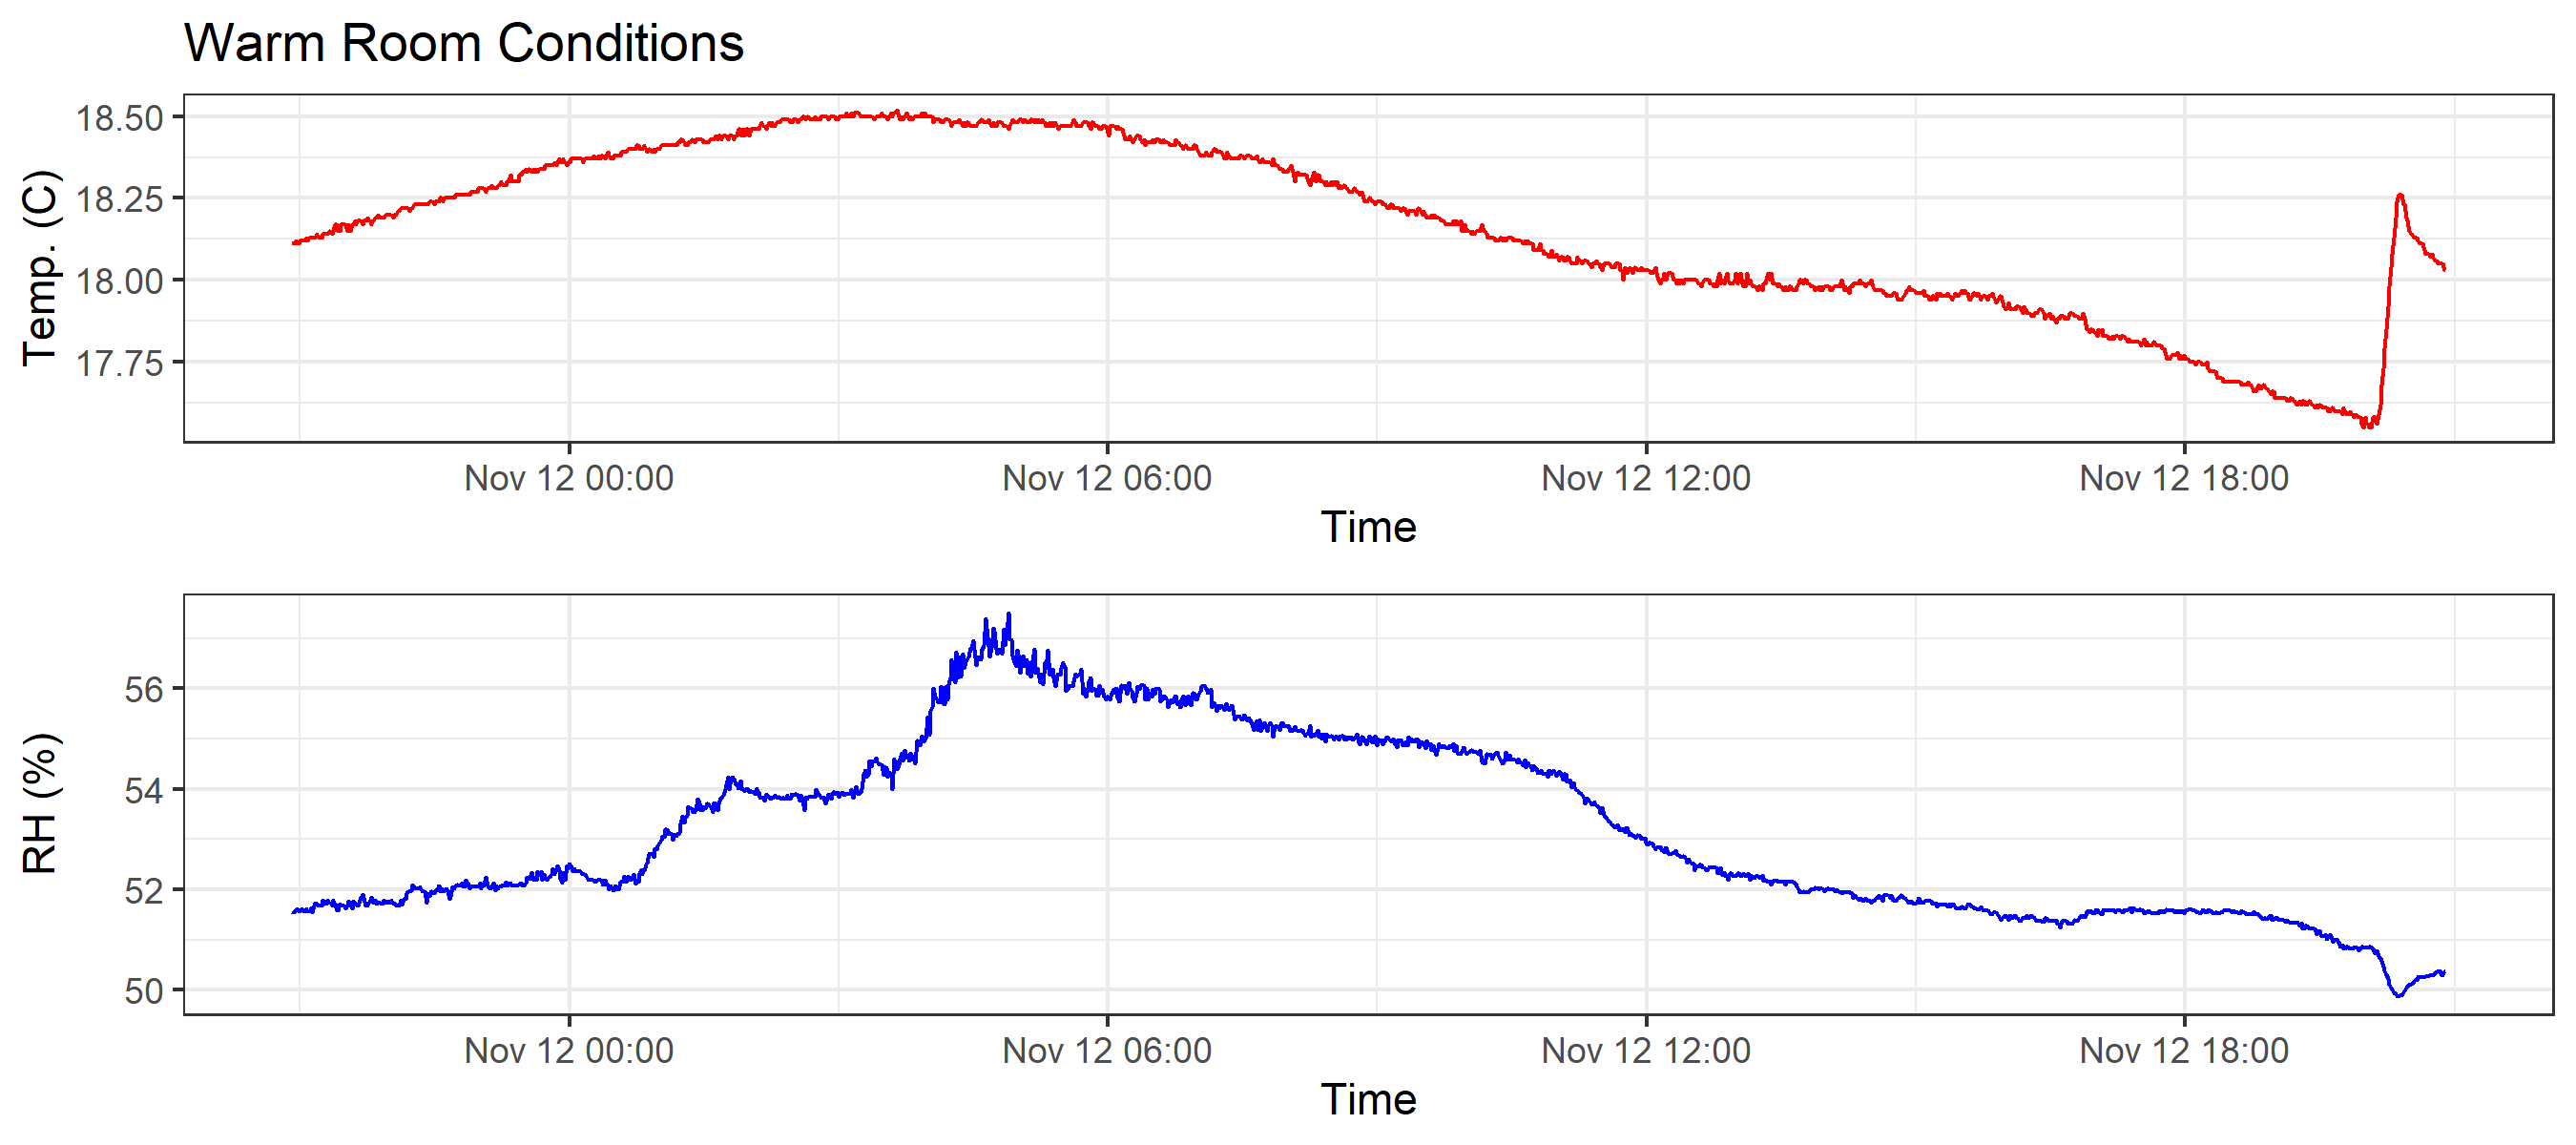 Warm Room Conditions
Temp. (C)
18.50
18.25
18.00
17.75
Nov 12 00:00 Nov 12 06:00 Nov 12 12:00 Nov 12 18:00
Time
RH (%)
56
54
52
50
Nov 12 00:00 Nov 12 06:00 Nov 12 12:00 Nov 12 18:00
Time